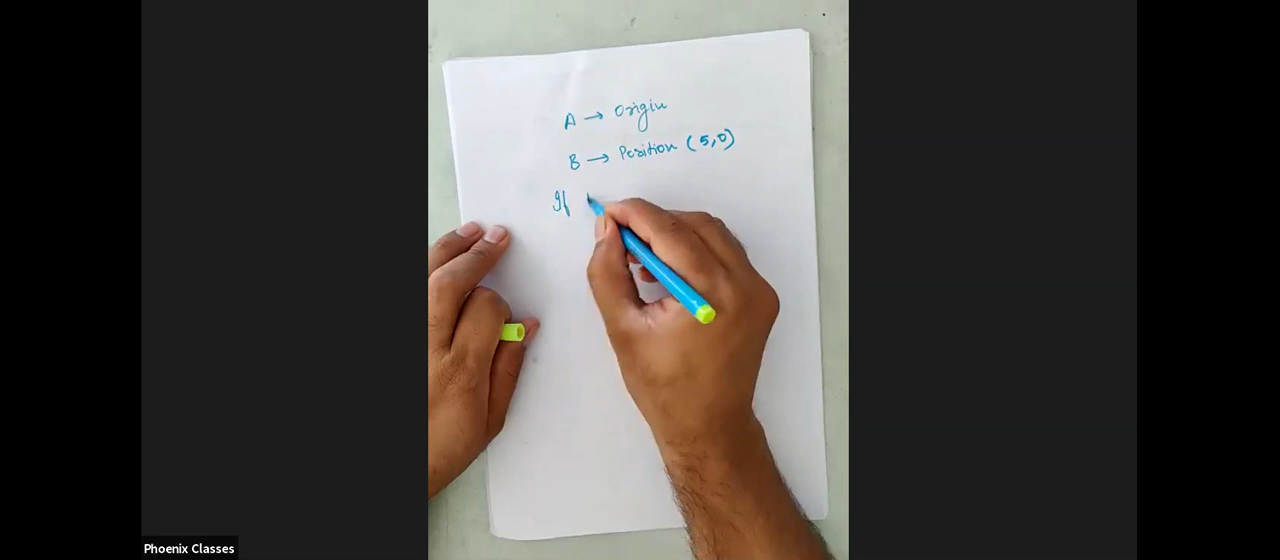 A → Origin
B → Position (5,0)
If
Phoenix Classes